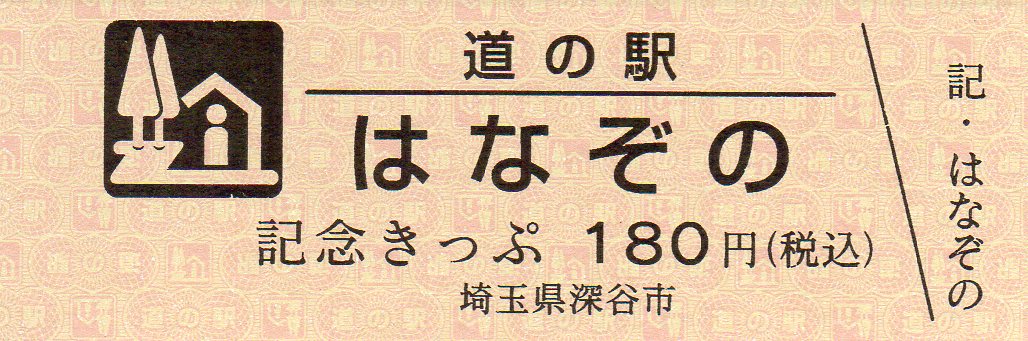 道の駅
はなぞの
記念きっぷ 180円(税込)
埼玉県深谷市
記・はなぞの